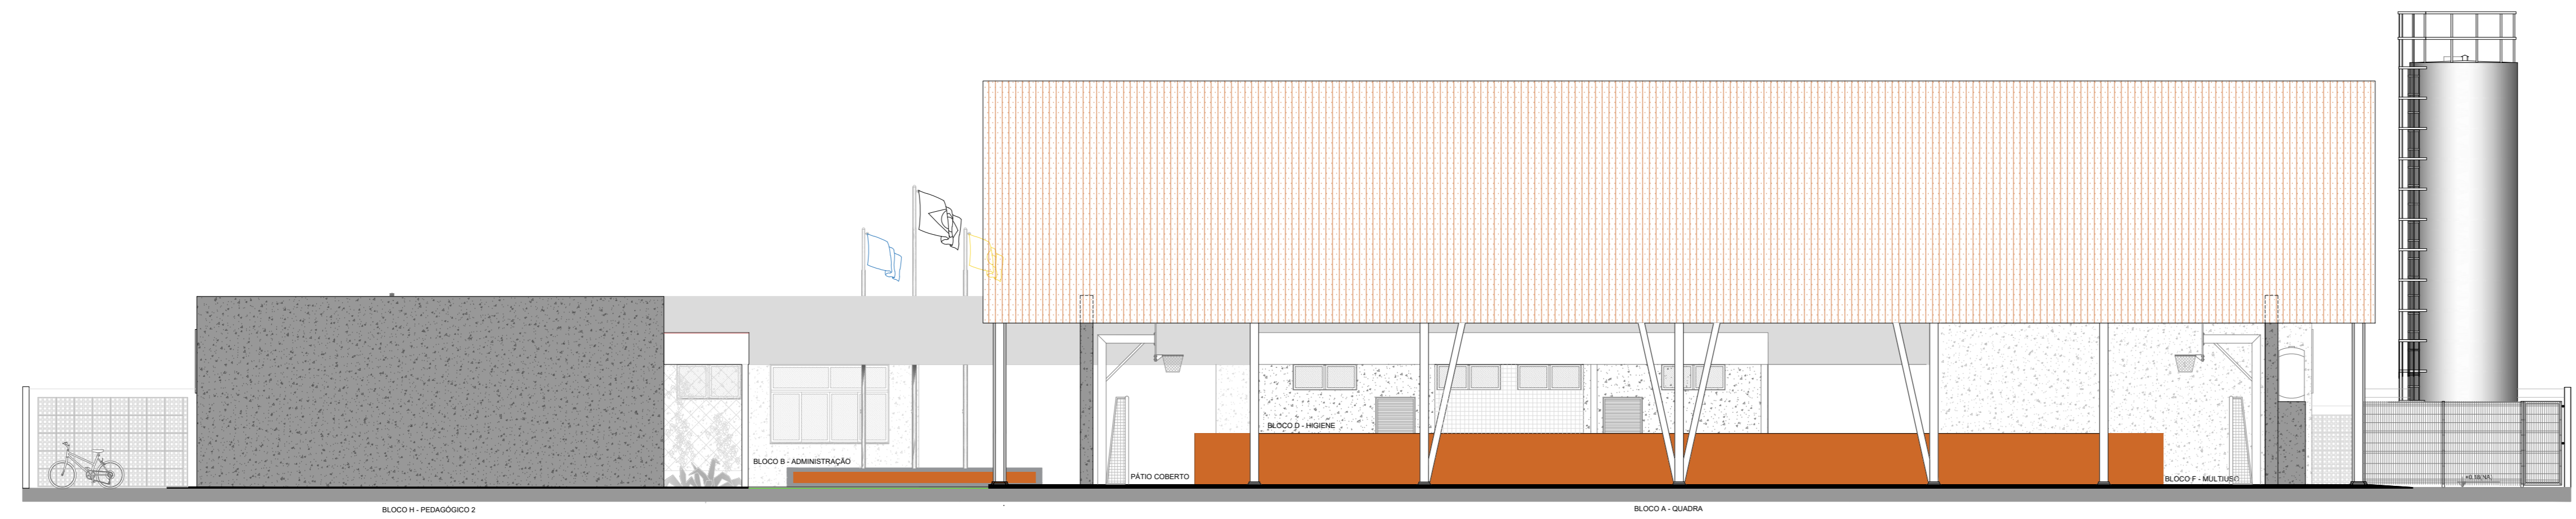 BLOCO D - HIGIENE
BLOCO B - ADMINISTRAÇÃO
PÁTIO COBERTO
BLOCO F - MULTIUSO
BLOCO H - PEDAGÓGICO 2
BLOCO A - QUADRA